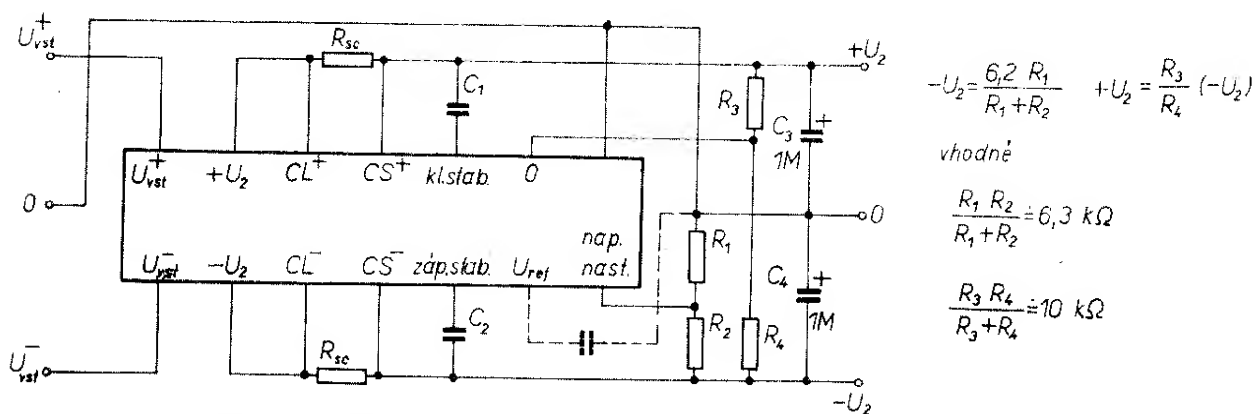 U⁺vst
Rsc
+U₂
C₁
R₃
C₃
+
1M
U⁺vst +U₂ CL⁺ CS⁺ kl.stab. 0
0
0
nap.
nast.
R₁
U⁻vst −U₂ CL⁻ CS⁻ záp.stab. Uref
C₂
R₂
R₄
C₄
+
1M
U⁻vst
Rsc
−U₂
−U₂ = 6,2 R₁ / R₁+R₂ +U₂ = R₃ / R₄ (−U₂)
vhodné
R₁ R₂ / R₁+R₂ ≐ 6,3 kΩ
R₃ R₄ / R₃+R₄ ≐ 10 kΩ